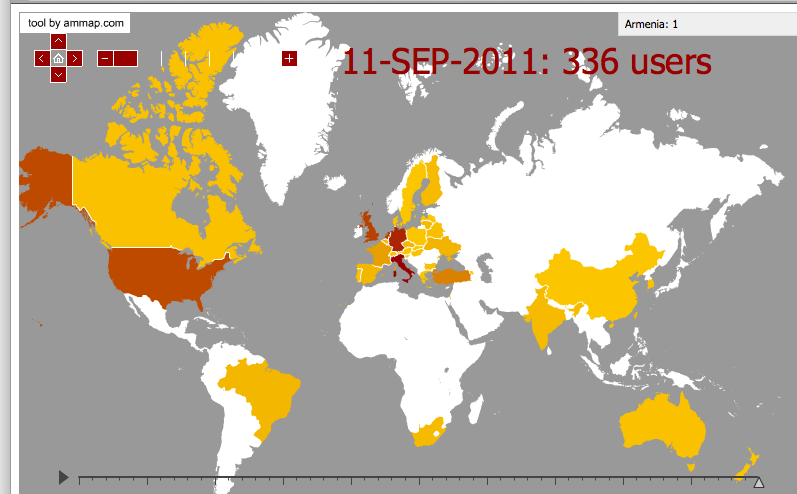 tool by ammap.com
Armenia: 1
11-SEP-2011: 336 users